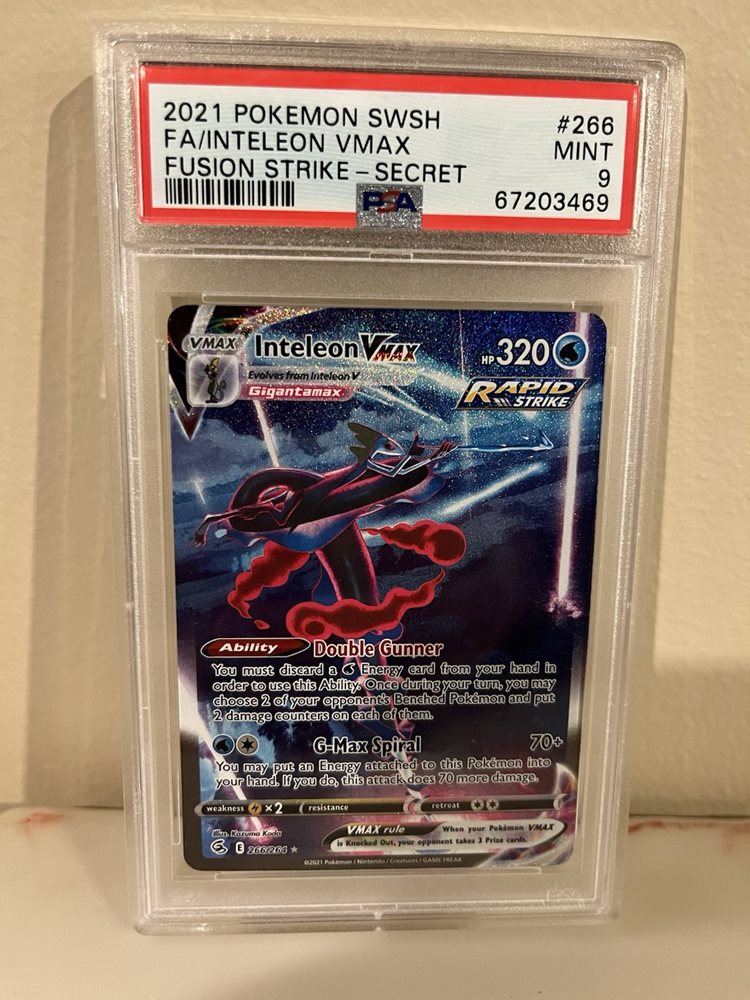 2021 POKEMON SWSH #266
FA/INTELEON VMAX MINT
FUSION STRIKE – SECRET 9
PSA 67203469
VMAX Inteleon VMAX HP 320
Evolves from Inteleon V
Gigantamax
RAPID STRIKE
Ability Double Gunner
You must discard a Energy card from your hand in
order to use this Ability. Once during your turn, you may
choose 2 of your opponent's Benched Pokémon and put
2 damage counters on each of them.
G-Max Spiral 70+
You may put an Energy attached to this Pokémon into
your hand. If you do, this attack does 70 more damage.
weakness ×2 resistance retreat
Illus. Kazuma Koda
VMAX rule When your Pokémon VMAX
is Knocked Out, your opponent takes 3 Prize cards.
E 266/264 ★
©2021 Pokémon / Nintendo / Creatures / GAME FREAK